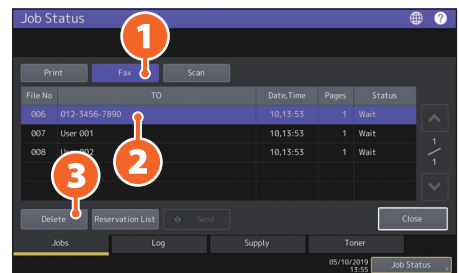 Job Status
?
1
Print Fax Scan
File No TO Date,Time Pages Status
006 012-3456-7890 10,13:53 1 Wait
007 User 001 10,13:53 1 Wait
008 User 002 10,13:53 1 Wait
1
1
2
3
Delete Reservation List Send Close
Jobs Log Supply Toner
05/10/2019
13:55 Job Status